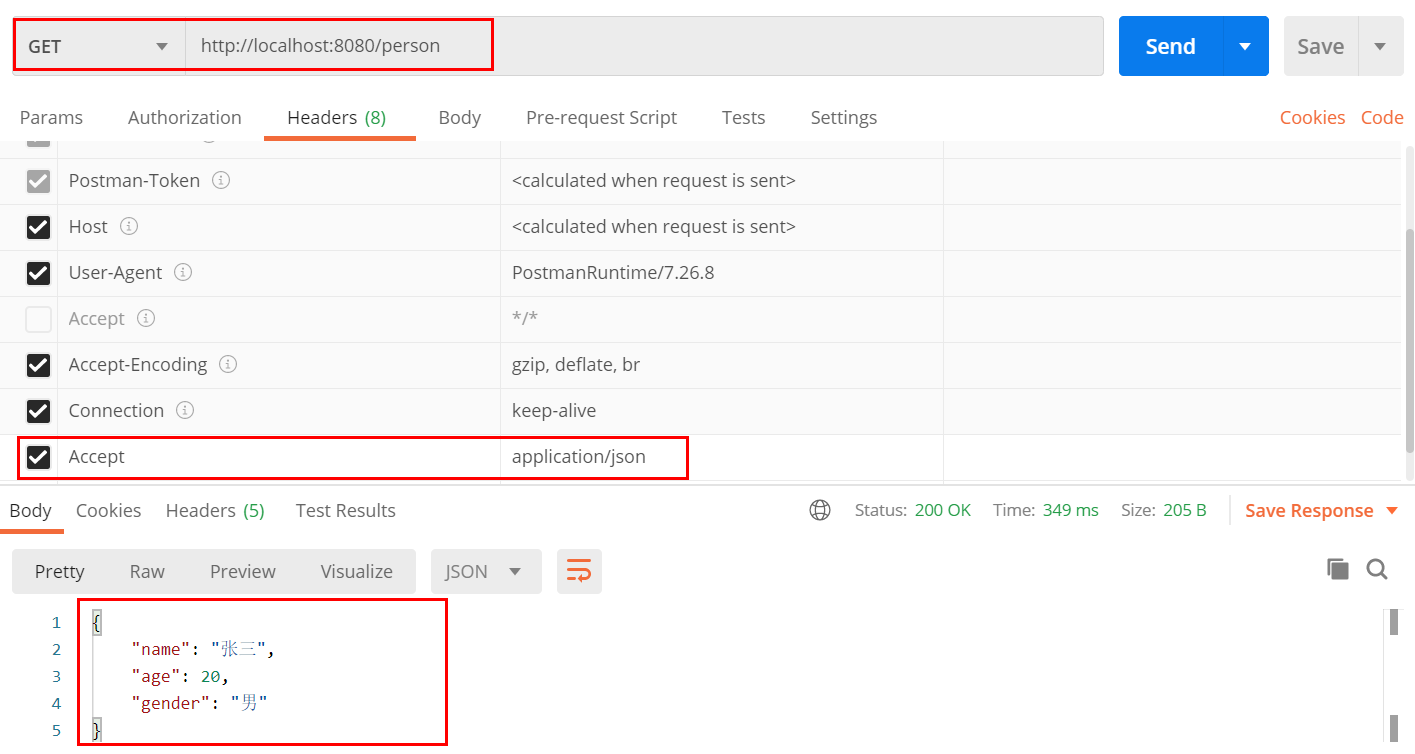 GET http://localhost:8080/person Send Save
Params Authorization Headers (8) Body Pre-request Script Tests Settings Cookies Code
Postman-Token <calculated when request is sent>
Host <calculated when request is sent>
User-Agent PostmanRuntime/7.26.8
Accept */*
Accept-Encoding gzip, deflate, br
Connection keep-alive
Accept application/json
Body Cookies Headers (5) Test Results Status: 200 OK Time: 349 ms Size: 205 B Save Response
Pretty Raw Preview Visualize JSON
1 {
2 "name": "张三",
3 "age": 20,
4 "gender": "男"
5 }